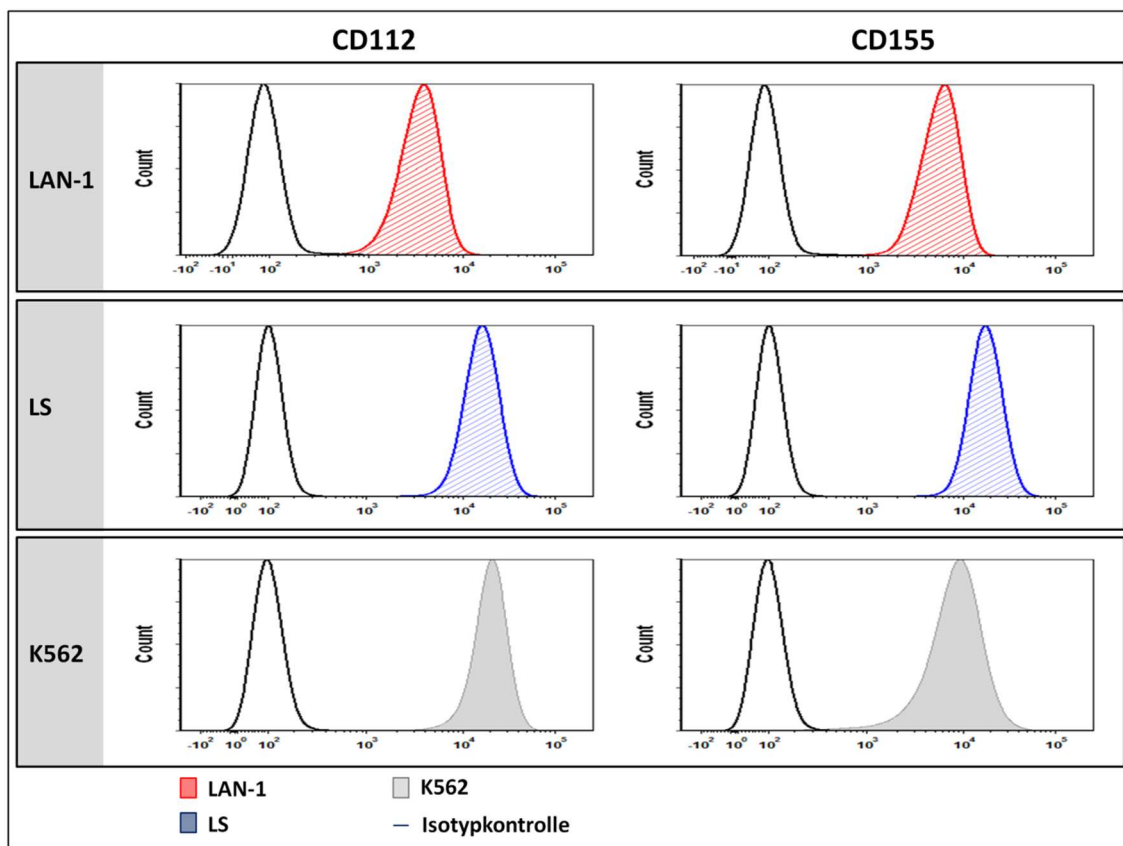 CD112 CD155
LAN-1
Count
-10² -10¹ 10² 10³ 10⁴ 10⁵
Count
-10² -10¹ 10² 10³ 10⁴ 10⁵
LS
Count
-10² 10⁰ 10² 10³ 10⁴ 10⁵
Count
-10² 10⁰ 10² 10³ 10⁴ 10⁵
K562
Count
-10² 10⁰ 10² 10³ 10⁴ 10⁵
Count
-10² 10⁰ 10² 10³ 10⁴ 10⁵
LAN-1 K562
LS Isotypkontrolle